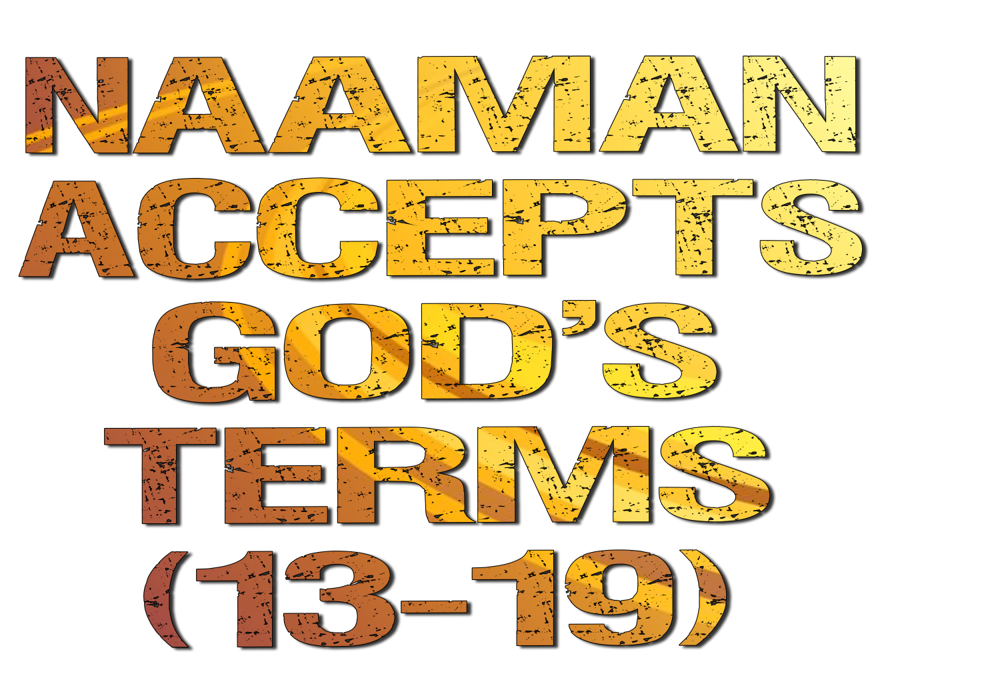 NAAMAN
ACCEPTS
GOD’S
TERMS
(13–19)